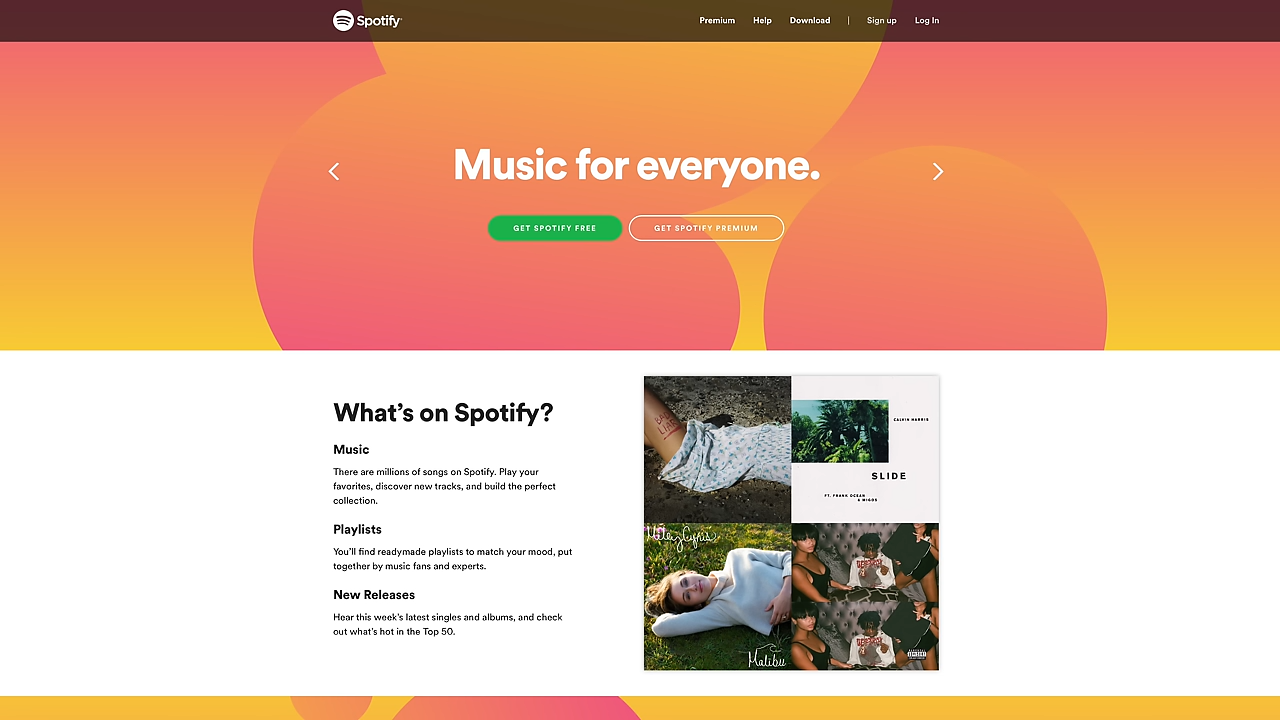 Spotify
Premium Help Download | Sign up Log In
Music for everyone.
GET SPOTIFY FREE
GET SPOTIFY PREMIUM
What's on Spotify?
Music
There are millions of songs on Spotify. Play your
favorites, discover new tracks, and build the perfect
collection.
Playlists
You'll find readymade playlists to match your mood, put
together by music fans and experts.
New Releases
Hear this week's latest singles and albums, and check
out what's hot in the Top 50.
CALVIN HARRIS
SLIDE
FT. FRANK OCEAN
& MIGOS
Miley Cyrus
Malibu